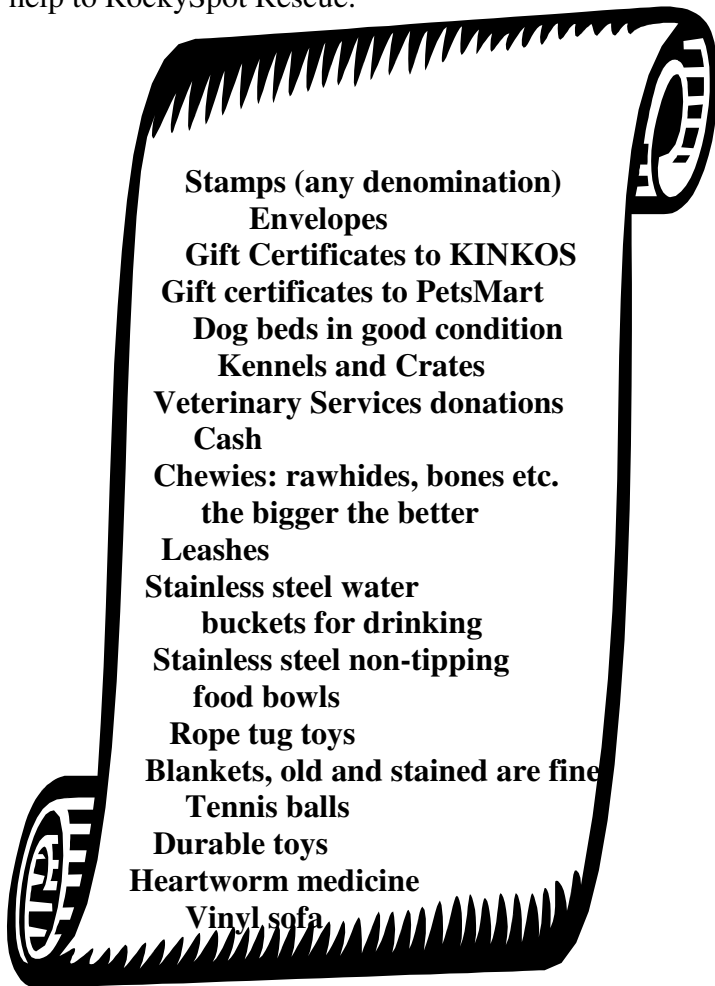 help to RockySpot Rescue.
Stamps (any denomination)
Envelopes
Gift Certificates to KINKOS
Gift certificates to PetsMart
Dog beds in good condition
Kennels and Crates
Veterinary Services donations
Cash
Chewies: rawhides, bones etc.
the bigger the better
Leashes
Stainless steel water
buckets for drinking
Stainless steel non-tipping
food bowls
Rope tug toys
Blankets, old and stained are fine
Tennis balls
Durable toys
Heartworm medicine
Vinyl sofa